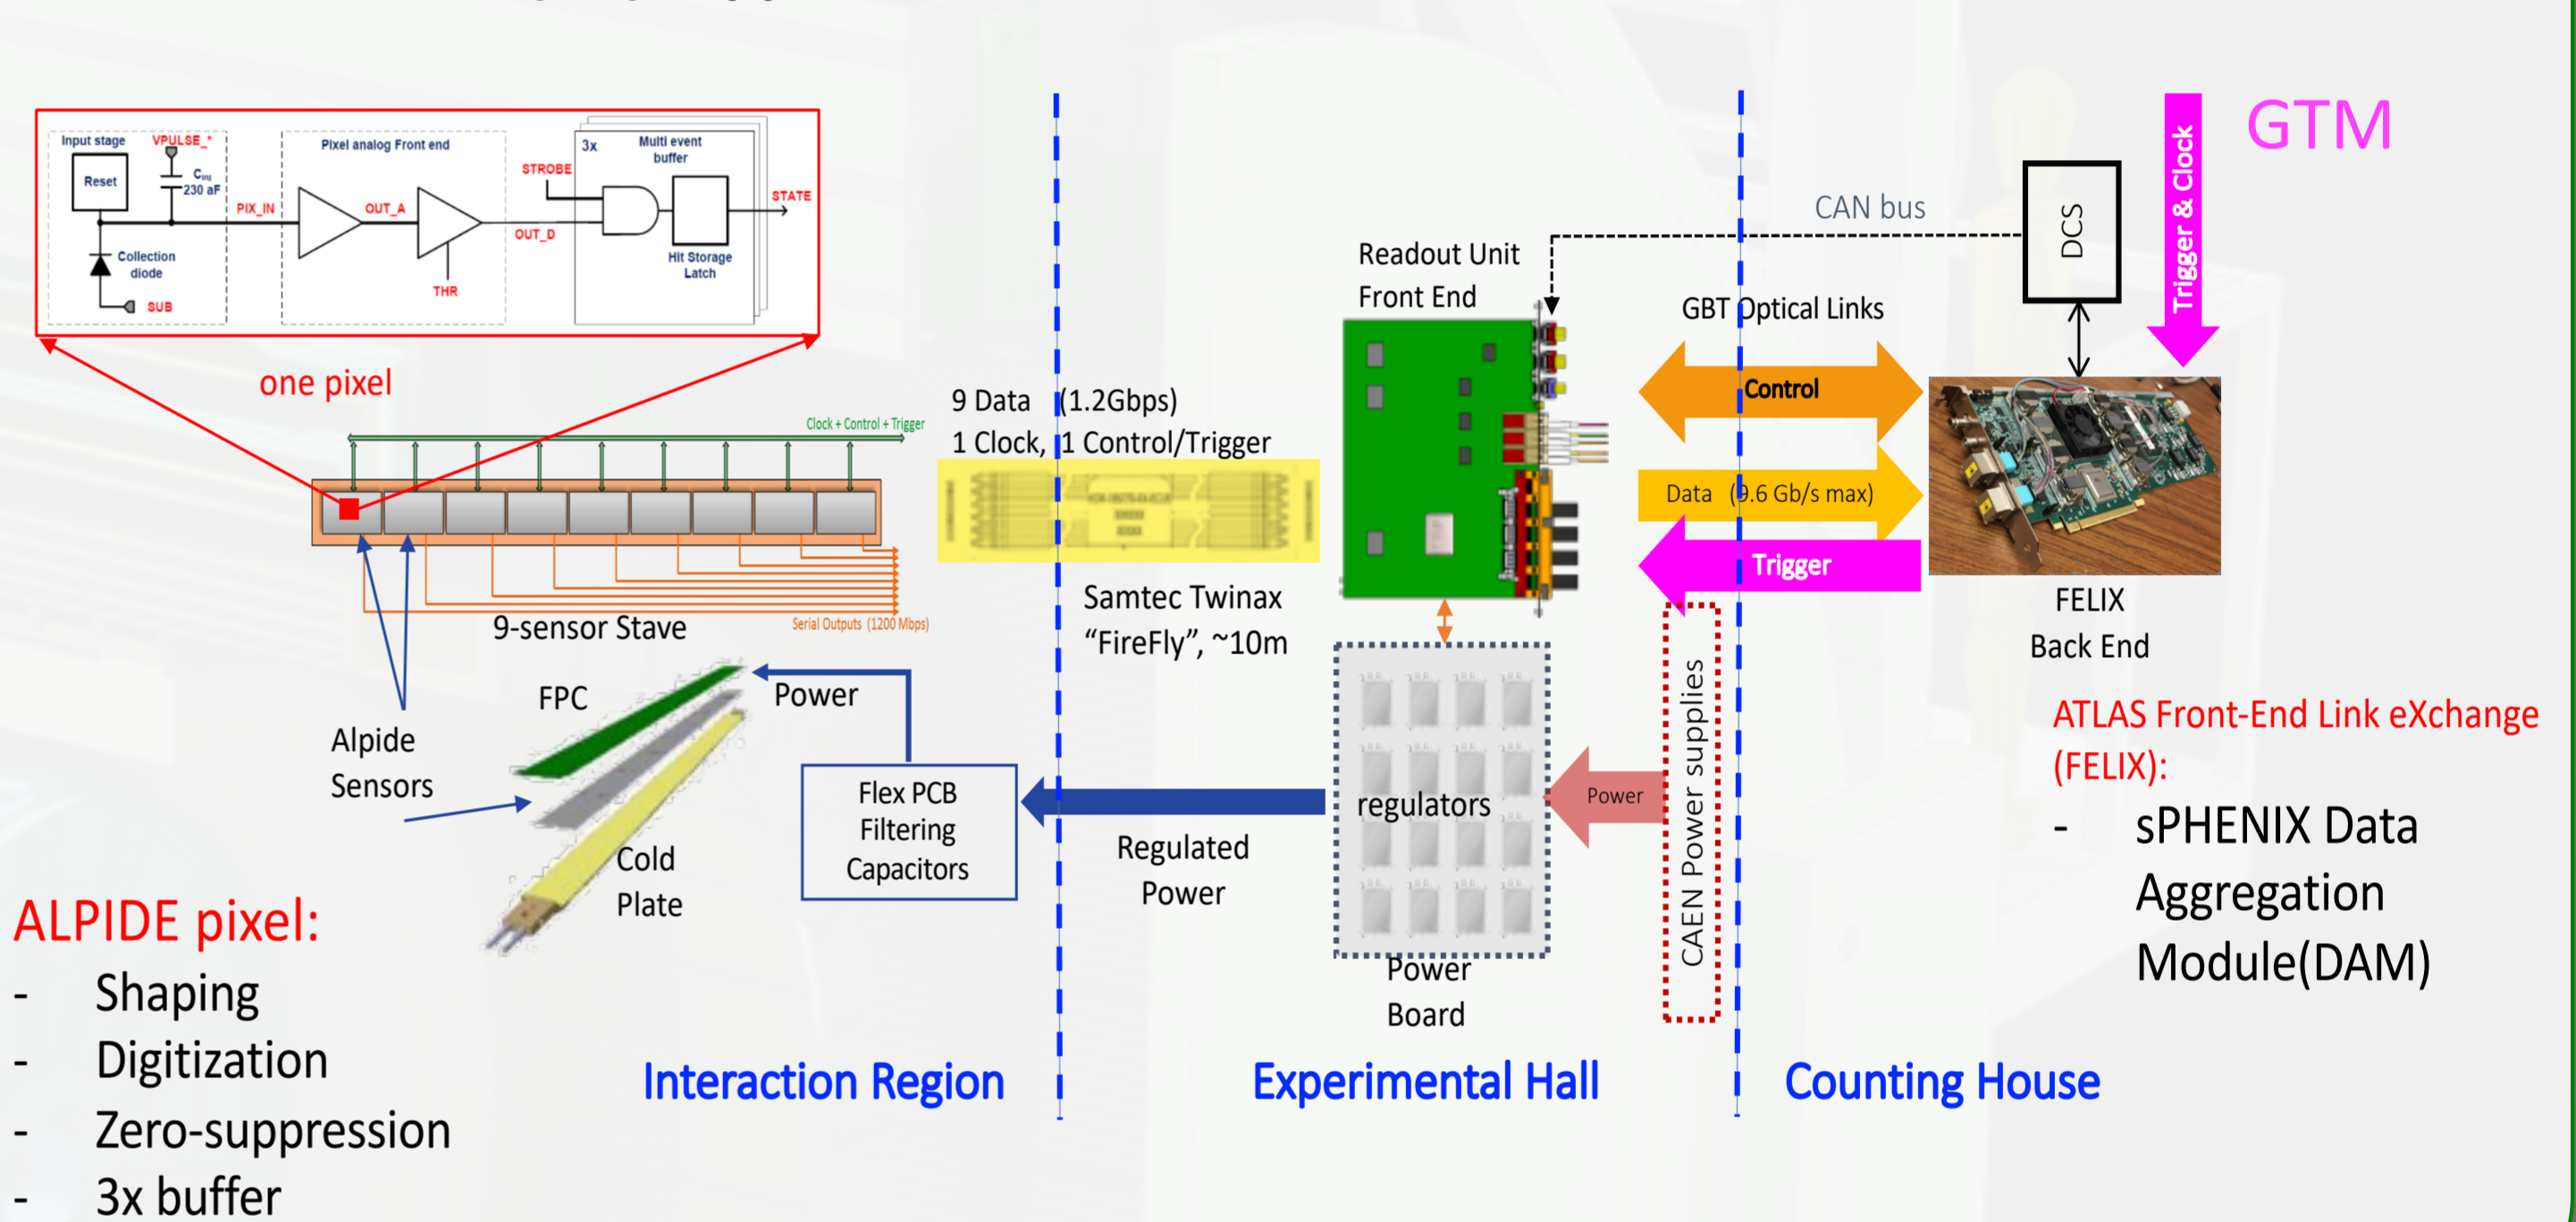 GTM
Trigger & Clock
Input stage
VPULSE_*
Reset
Cinj
230 aF
PIX_IN
Collection
diode
SUB
Pixel analog Front end
OUT_A
THR
OUT_D
STROBE
3x
Multi event
buffer
Hit Storage
Latch
STATE
one pixel
Clock + Control + Trigger
Serial Outputs (1200 Mbps)
9-sensor Stave
9 Data (1.2Gbps)
1 Clock, 1 Control/Trigger
Samtec Twinax
“FireFly”, ~10m
Readout Unit
Front End
CAN bus
DCS
GBT Optical Links
Control
Data (9.6 Gb/s max)
Trigger
FELIX
Back End
ATLAS Front-End Link eXchange
(FELIX):
- sPHENIX Data
Aggregation
Module(DAM)
Alpide
Sensors
FPC
Power
Cold
Plate
Flex PCB
Filtering
Capacitors
Regulated
Power
regulators
Power
Board
Power
CAEN Power supplies
ALPIDE pixel:
- Shaping
- Digitization
- Zero-suppression
- 3x buffer
Interaction Region
Experimental Hall
Counting House